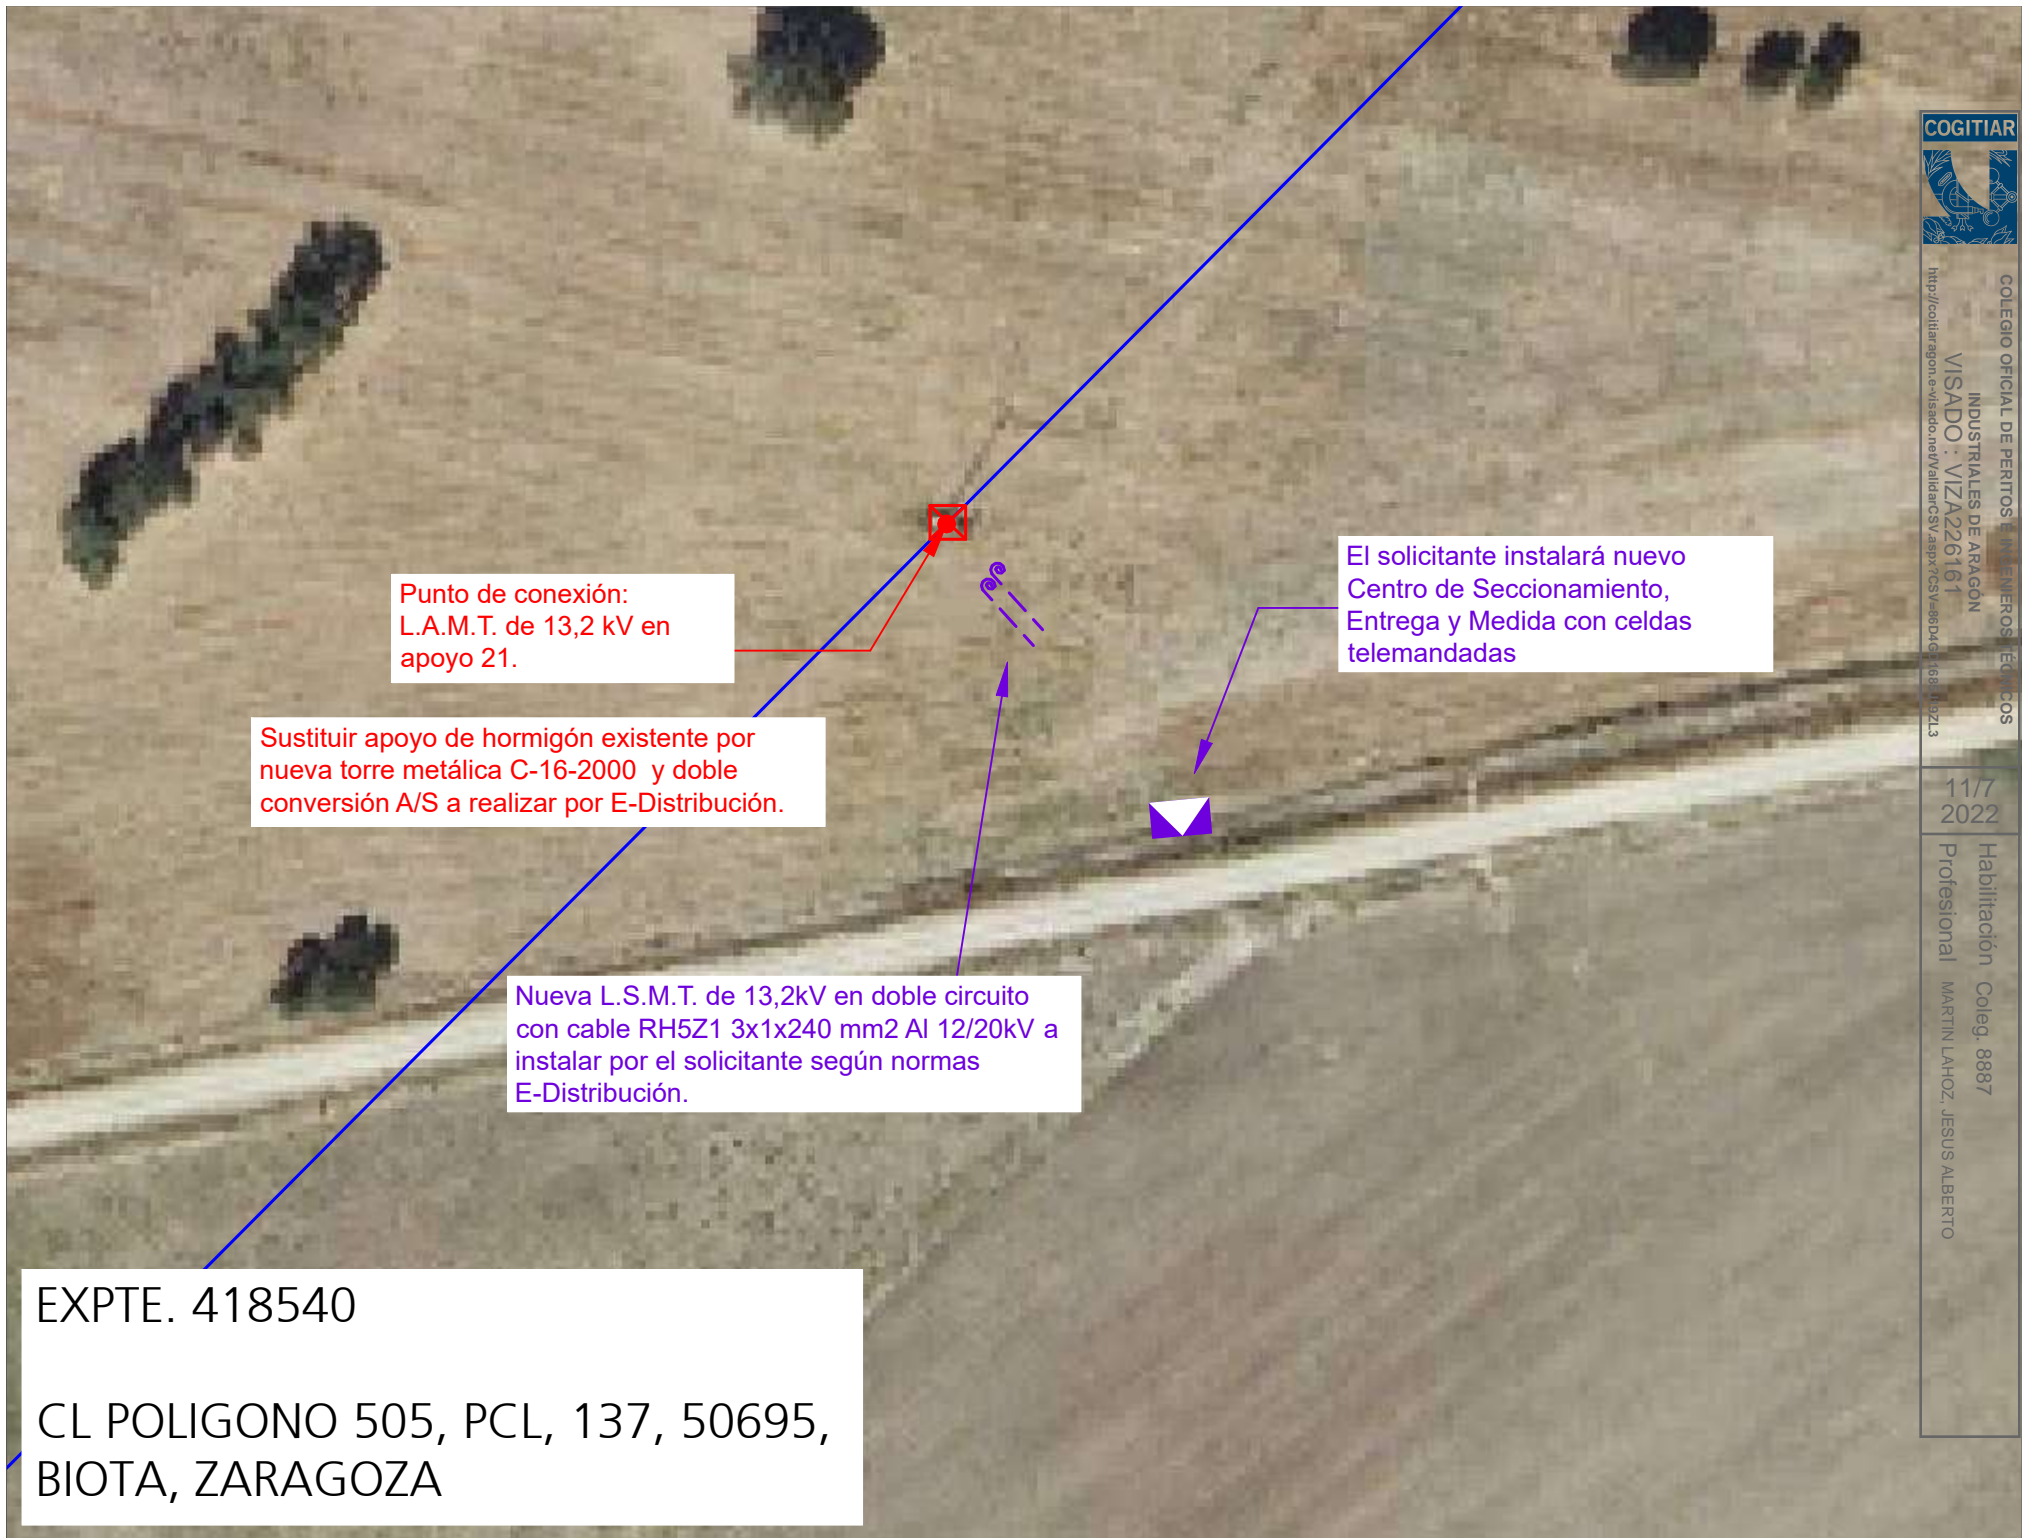 Punto de conexión:
L.A.M.T. de 13,2 kV en
apoyo 21.
Sustituir apoyo de hormigón existente por
nueva torre metálica C-16-2000 y doble
conversión A/S a realizar por E-Distribución.
El solicitante instalará nuevo
Centro de Seccionamiento,
Entrega y Medida con celdas
telemandadas
Nueva L.S.M.T. de 13,2kV en doble circuito
con cable RH5Z1 3x1x240 mm2 Al 12/20kV a
instalar por el solicitante según normas
E-Distribución.
EXPTE. 418540
CL POLIGONO 505, PCL, 137, 50695,
BIOTA, ZARAGOZA
COGITIAR
COLEGIO OFICIAL DE PERITOS E INGENIEROS TÉCNICOS
INDUSTRIALES DE ARAGÓN
VISADO : VIZA226161
11/7
2022
Habilitación Coleg. 8887
Profesional MARTIN LAHOZ, JESUS ALBERTO